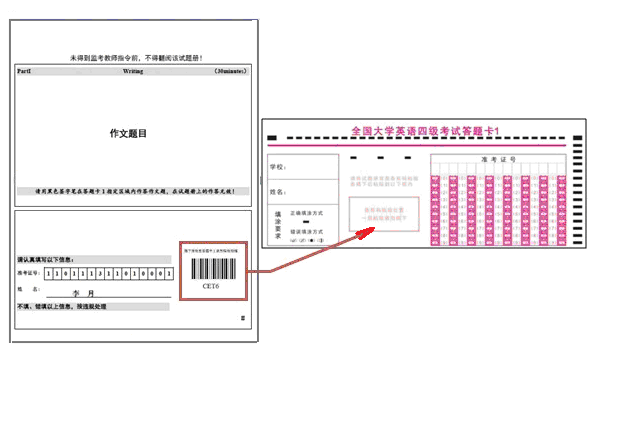 未得到监考教师指令前，不得翻阅该试题册！
PartⅠ Writing （30minutes）
作文题目
请用黑色签字笔在答题卡1指定区域内作答作文题，在试题册上的作答无效！
请认真填写以下信息：
准考证号： 1 1 0 1 1 1 3 1 1 0 1 0 0 0 1
姓 名： 李 月
不填、错填以上信息，按违规处理
CET6
全国大学英语四级考试答题卡1
学校：
姓名：
填涂要求
正确填涂方式
错误填涂方式
准 考 证 号